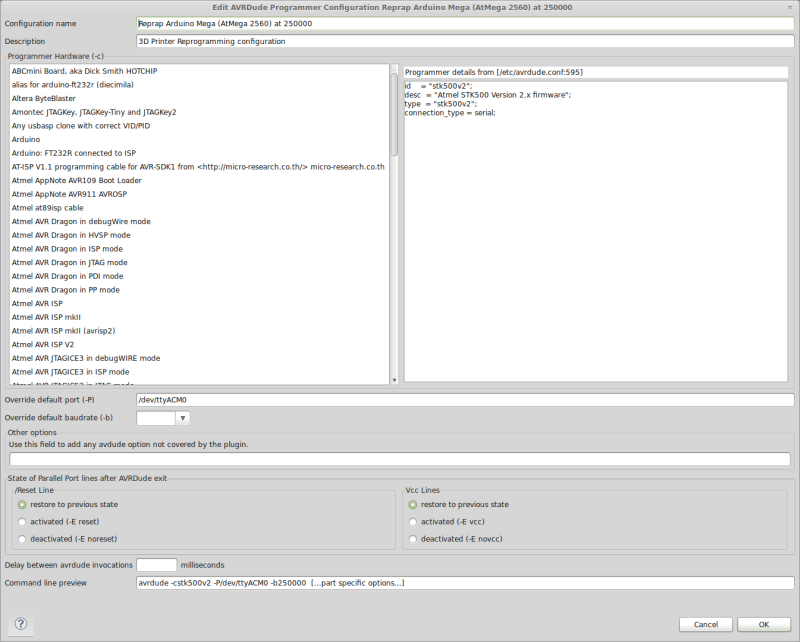 Edit AVRDude Programmer Configuration Reprap Arduino Mega (AtMega 2560) at 250000
Configuration name Reprap Arduino Mega (AtMega 2560) at 250000
Description 3D Printer Reprogramming configuration
Programmer Hardware (-c)
ABCmini Board, aka Dick Smith HOTCHIP
alias for arduino-ft232r (diecimila)
Altera ByteBlaster
Amontec JTAGKey, JTAGKey-Tiny and JTAGKey2
Any usbasp clone with correct VID/PID
Arduino
Arduino: FT232R connected to ISP
AT-ISP V1.1 programming cable for AVR-SDK1 from <http://micro-research.co.th/> micro-research.co.th
Atmel AppNote AVR109 Boot Loader
Atmel AppNote AVR911 AVROSP
Atmel at89isp cable
Atmel AVR Dragon in debugWire mode
Atmel AVR Dragon in HVSP mode
Atmel AVR Dragon in ISP mode
Atmel AVR Dragon in JTAG mode
Atmel AVR Dragon in PDI mode
Atmel AVR Dragon in PP mode
Atmel AVR ISP
Atmel AVR ISP mkII
Atmel AVR ISP mkII (avrisp2)
Atmel AVR ISP V2
Atmel AVR JTAGICE3 in debugWIRE mode
Atmel AVR JTAGICE3 in ISP mode
Atmel AVR JTAGICE3 in JTAG mode
Programmer details from [/etc/avrdude.conf:595]
id = "stk500v2";
desc = "Atmel STK500 Version 2.x firmware";
type = "stk500v2";
connection_type = serial;
Override default port (-P) /dev/ttyACM0
Override default baudrate (-b)
Other options
Use this field to add any avdude option not covered by the plugin.
State of Parallel Port lines after AVRDude exit
/Reset Line
restore to previous state
activated (-E reset)
deactivated (-E noreset)
Vcc Lines
restore to previous state
activated (-E vcc)
deactivated (-E novcc)
Delay between avrdude invocations milliseconds
Command line preview avrdude -cstk500v2 -P/dev/ttyACM0 -b250000 [...part specific options...]
?
Cancel OK